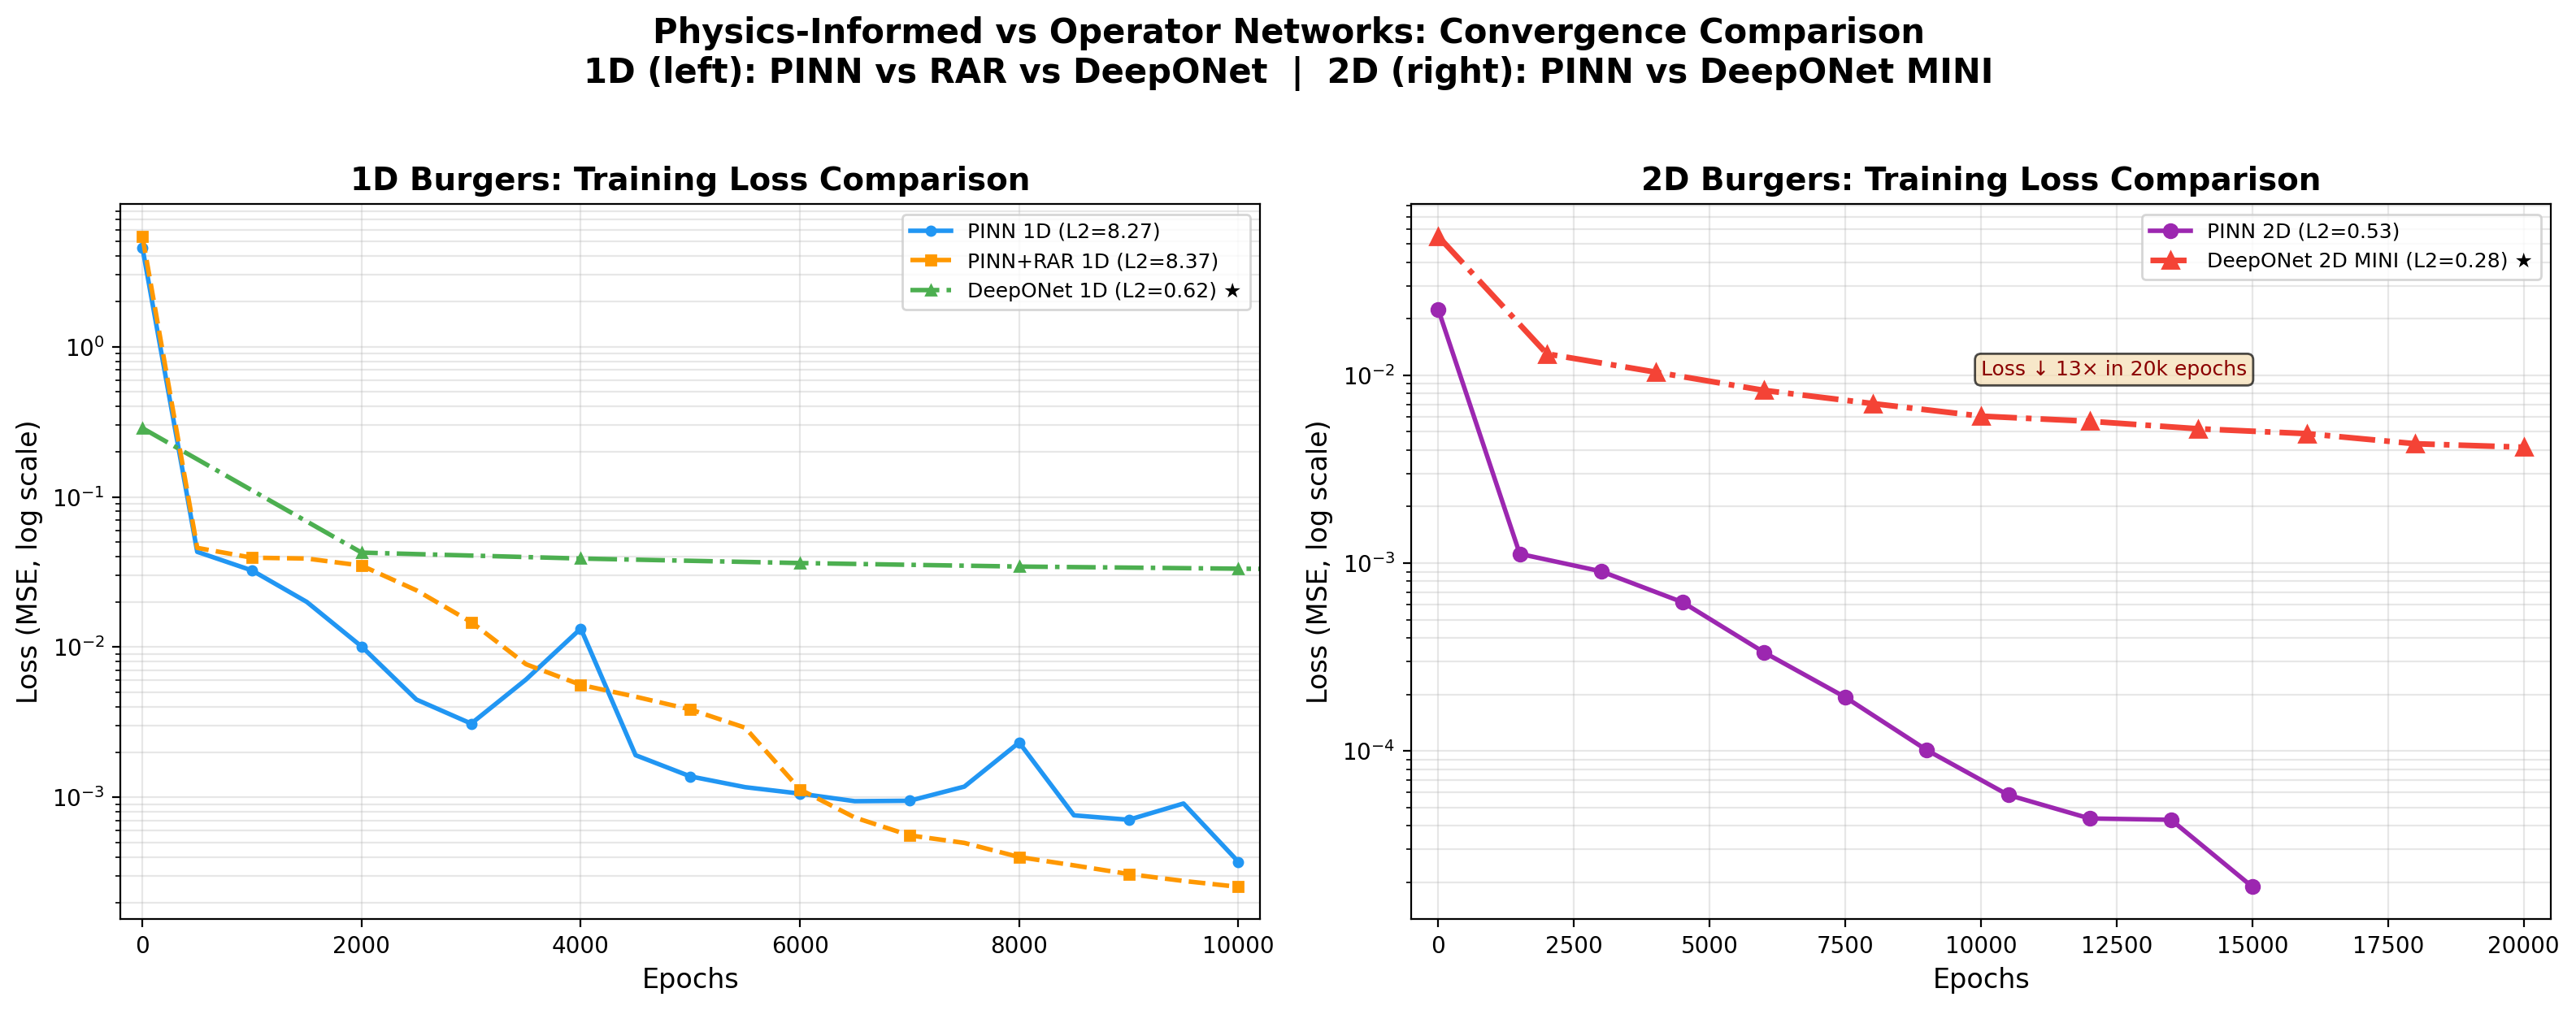 Physics-Informed vs Operator Networks: Convergence Comparison
1D (left): PINN vs RAR vs DeepONet | 2D (right): PINN vs DeepONet MINI
1D Burgers: Training Loss Comparison
PINN 1D (L2=8.27)
PINN+RAR 1D (L2=8.37)
DeepONet 1D (L2=0.62) ★
Loss (MSE, log scale)
10⁰
10⁻¹
10⁻²
10⁻³
0 2000 4000 6000 8000 10000
Epochs
2D Burgers: Training Loss Comparison
PINN 2D (L2=0.53)
DeepONet 2D MINI (L2=0.28) ★
Loss ↓ 13× in 20k epochs
Loss (MSE, log scale)
10⁻²
10⁻³
10⁻⁴
0 2500 5000 7500 10000 12500 15000 17500 20000
Epochs